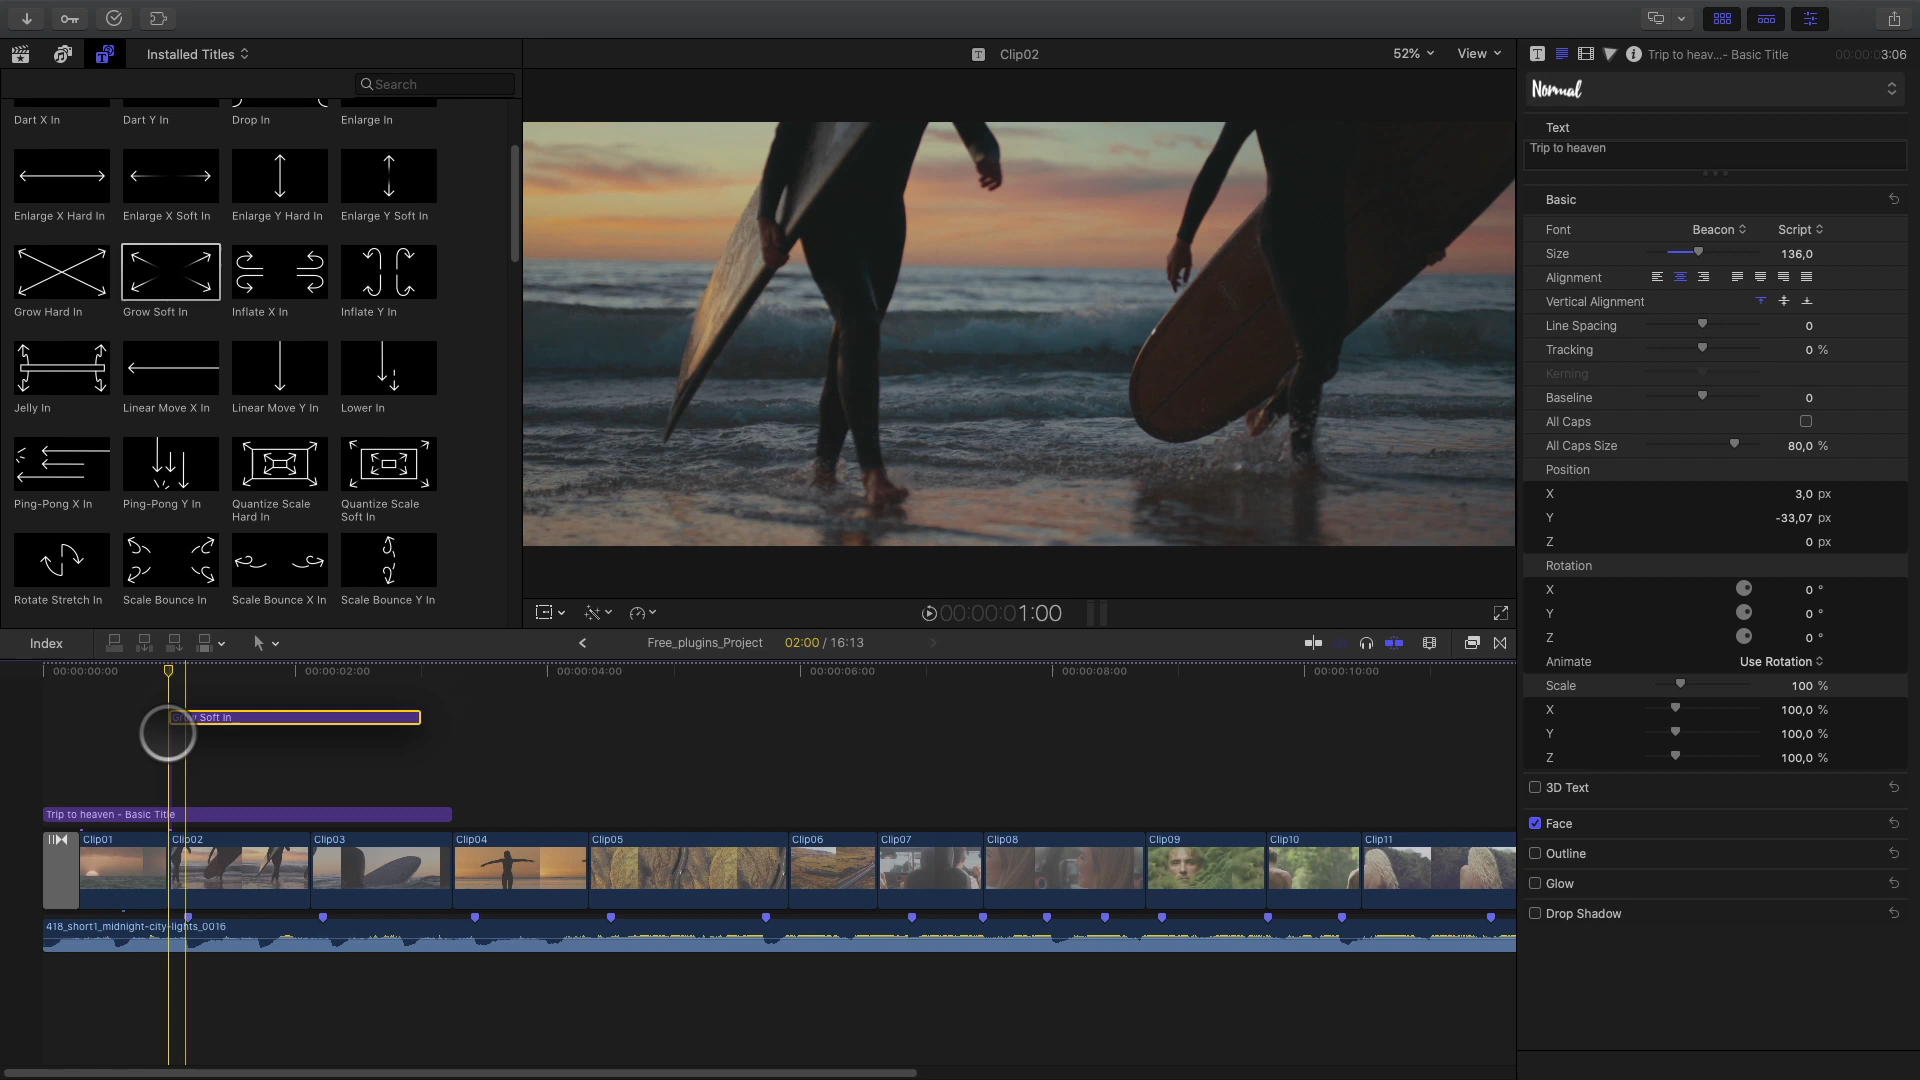 Installed Titles
Clip02
52%
View
Trip to heav...- Basic Title
00:00:03:06
Search
Normal
Dart X In
Dart Y In
Drop In
Enlarge In
Text
Trip to heaven
Enlarge X Hard In
Enlarge X Soft In
Enlarge Y Hard In
Enlarge Y Soft In
Basic
Font
Beacon
Script
Size
136,0
Alignment
Vertical Alignment
Grow Hard In
Grow Soft In
Inflate X In
Inflate Y In
Line Spacing
0
Tracking
0 %
Kerning
Baseline
0
Jelly In
Linear Move X In
Linear Move Y In
Lower In
All Caps
All Caps Size
80,0 %
Position
X
3,0 px
Y
-33,07 px
Z
0 px
Ping-Pong X In
Ping-Pong Y In
Quantize Scale
Hard In
Quantize Scale
Soft In
Rotation
X
0 °
Y
0 °
Z
0 °
Rotate Stretch In
Scale Bounce In
Scale Bounce X In
Scale Bounce Y In
00:00:00:01:00
Animate
Use Rotation
Scale
100 %
X
100,0 %
Y
100,0 %
Z
100,0 %
Index
Free_plugins_Project
02:00 / 16:13
00:00:00:00
00:00:02:00
00:00:04:00
00:00:06:00
00:00:08:00
00:00:10:00
Grow Soft In
3D Text
Face
Outline
Glow
Drop Shadow
Trip to heaven - Basic Title
Clip01
Clip02
Clip03
Clip04
Clip05
Clip06
Clip07
Clip08
Clip09
Clip10
Clip11
418_short1_midnight-city-lights_0016